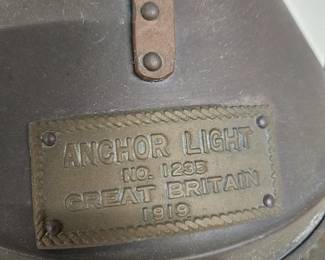 ANCHOR LIGHT
NO. 1235
GREAT BRITAIN
1919